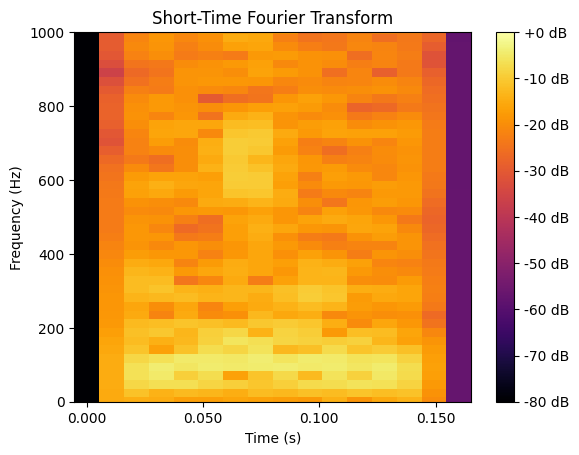 Short-Time Fourier Transform
1000
800
600
400
200
0
Frequency (Hz)
0.000
0.050
0.100
0.150
Time (s)
+0 dB
-10 dB
-20 dB
-30 dB
-40 dB
-50 dB
-60 dB
-70 dB
-80 dB